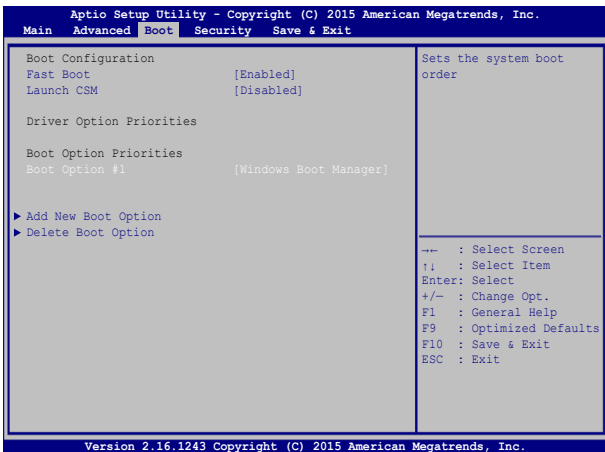 Aptio Setup Utility - Copyright (C) 2015 American Megatrends, Inc.
Main Advanced Boot Security Save & Exit
Boot Configuration
Fast Boot [Enabled]
Launch CSM [Disabled]
Driver Option Priorities
Boot Option Priorities
Boot Option #1 [Windows Boot Manager]
Add New Boot Option
Delete Boot Option
Sets the system boot
order
→← : Select Screen
↑↓ : Select Item
Enter: Select
+/— : Change Opt.
F1 : General Help
F9 : Optimized Defaults
F10 : Save & Exit
ESC : Exit
Version 2.16.1243 Copyright (C) 2015 American Megatrends, Inc.